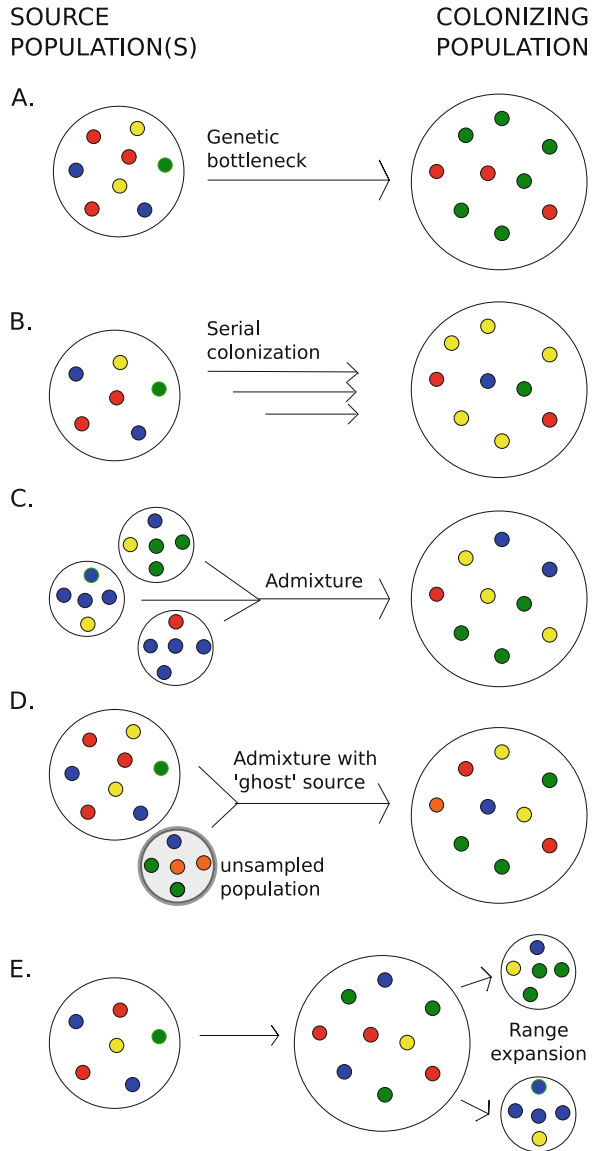 SOURCE
POPULATION(S)
COLONIZING
POPULATION
A.
Genetic
bottleneck
B.
Serial
colonization
C.
Admixture
D.
Admixture with
'ghost' source
unsampled
population
E.
Range
expansion